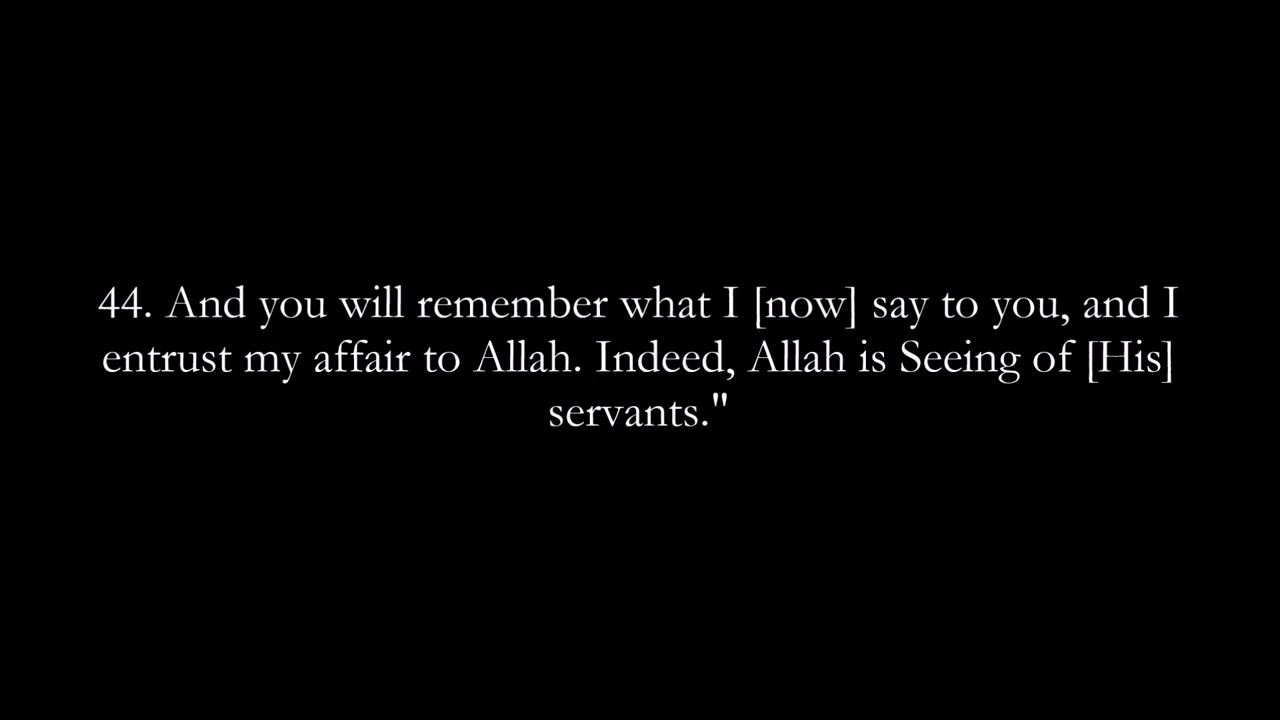 44. And you will remember what I [now] say to you, and I
entrust my affair to Allah. Indeed, Allah is Seeing of [His]
servants."